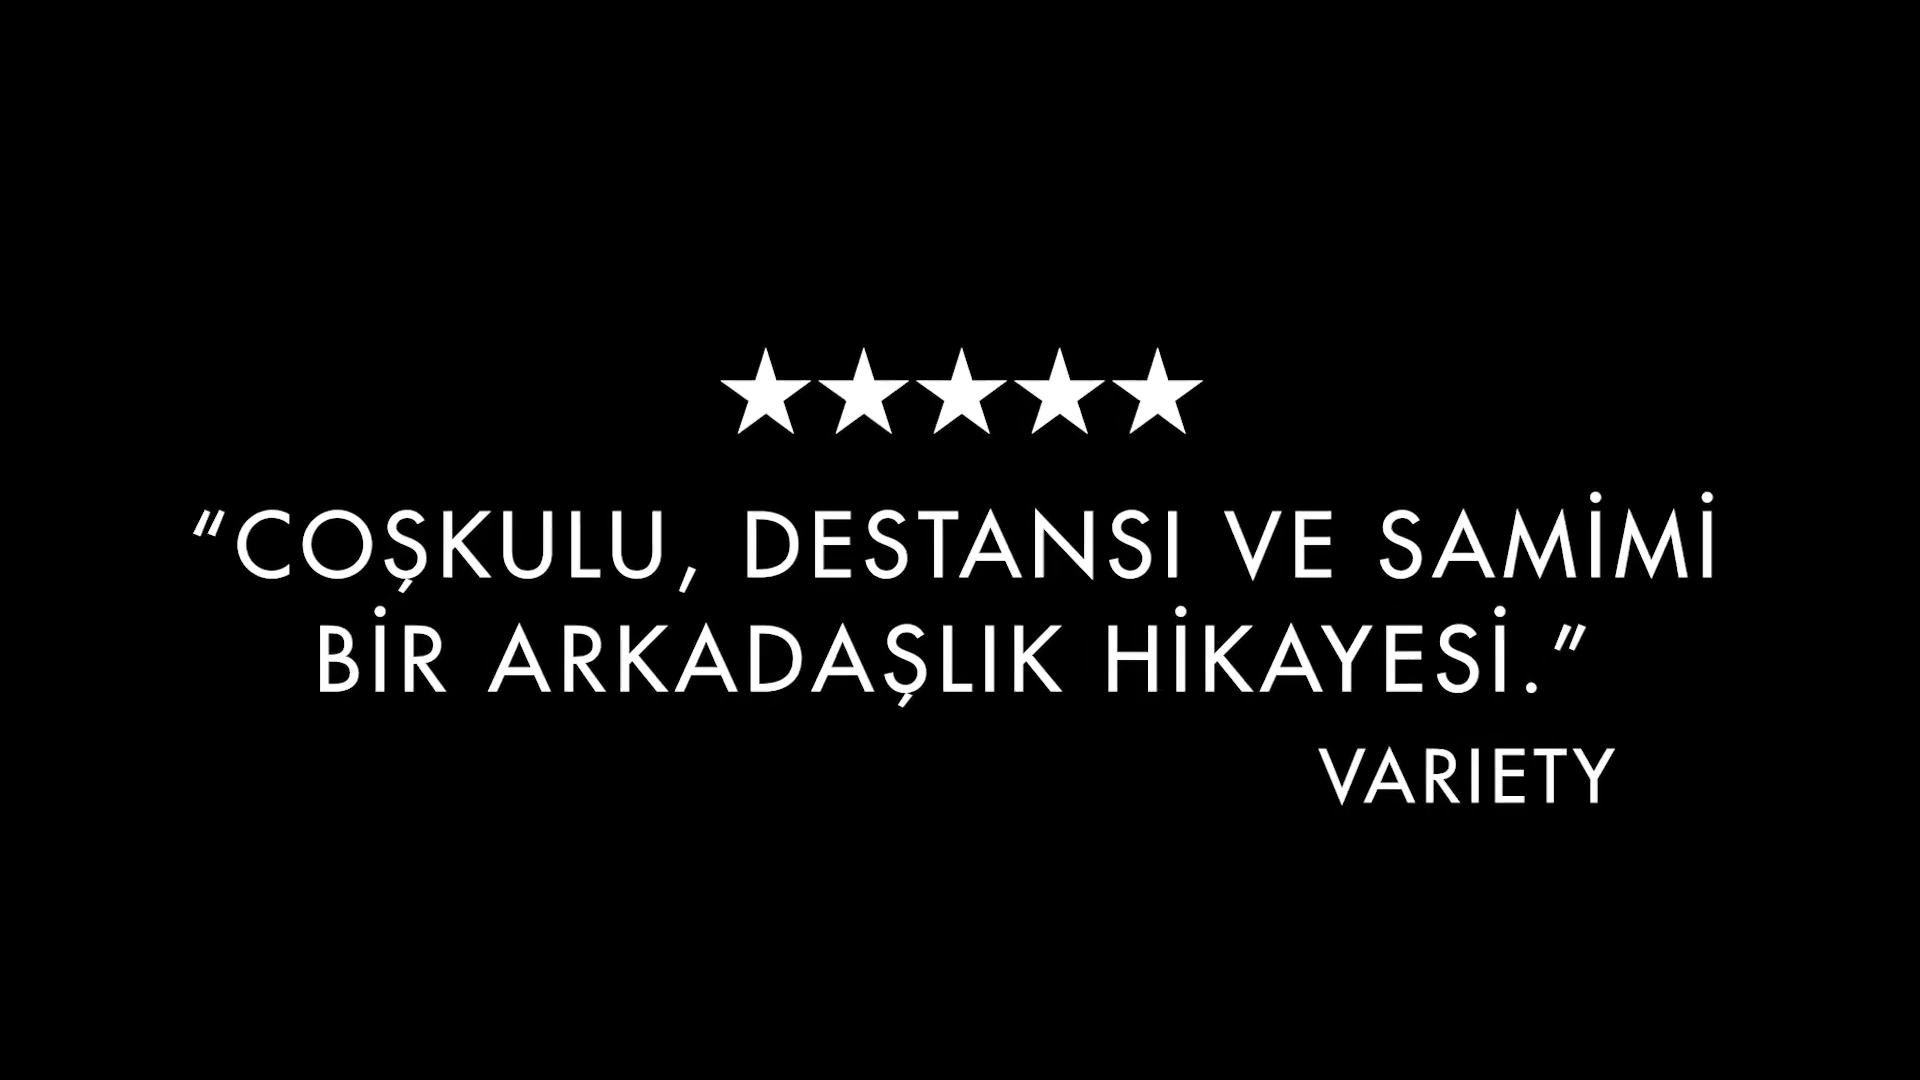 ★★★★★
“COŞKULU, DESTANSI VE SAMİMİ
BİR ARKADAŞLIK HİKAYESİ.”
VARIETY